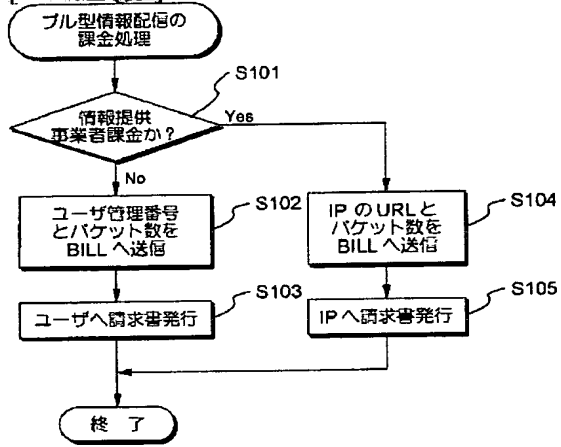 プル型情報配信の
課金処理
S101
情報提供
事業者課金か？
Yes
No
ユーザ管理番号
とパケット数を
BILLへ送信
S102
IPのURLと
パケット数を
BILLへ送信
S104
ユーザへ請求書発行
S103
IPへ請求書発行
S105
終　了